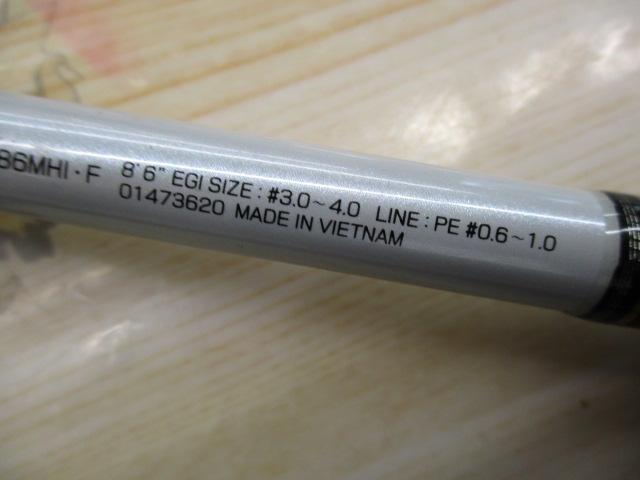 86MHI・F 8'6" EGI SIZE : #3.0～4.0 LINE : PE #0.6～1.0
01473620 MADE IN VIETNAM